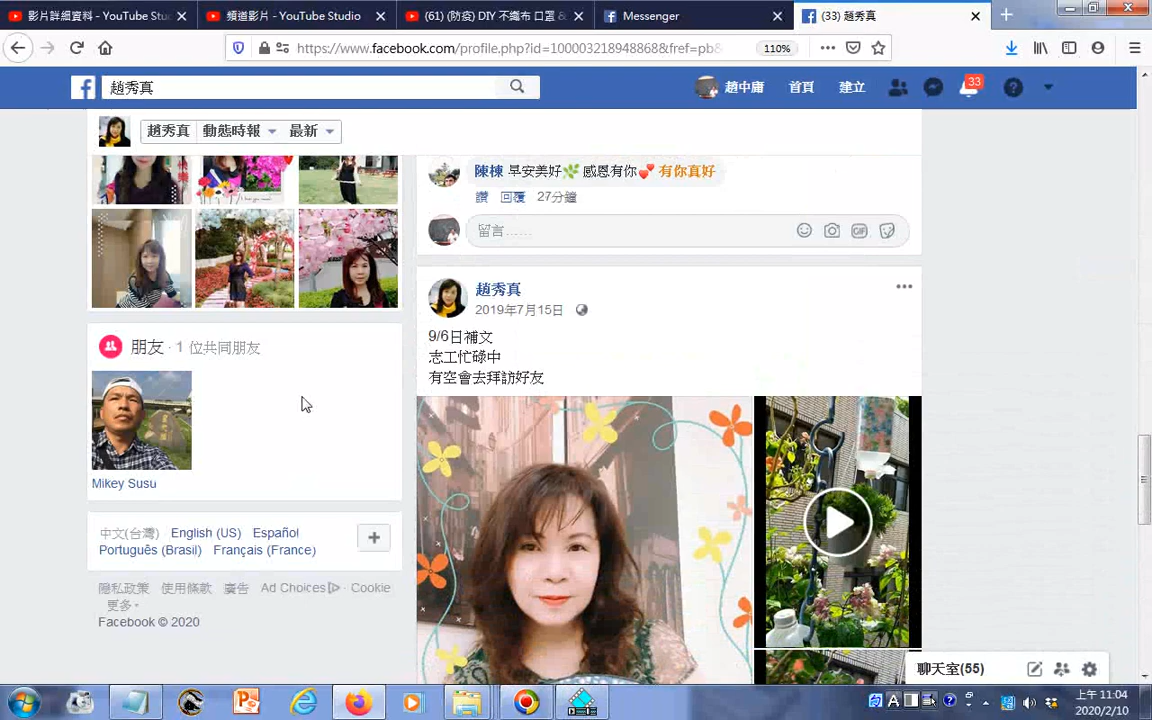 影片詳細資料 - YouTube Stu
頻道影片 - YouTube Studio
(61) (防疫) DIY 不織布 口罩 &
Messenger
(33) 趙秀真
https://www.facebook.com/profile.php?id=100003218948868&fref=pb&
110%
趙秀真
趙中庸
首頁
建立
33
趙秀真
動態時報
最新
陳棟 早安美好🌿 感恩有你💕 有你真好
讚 回覆 27分鐘
留言……
GIF
趙秀真
2019年7月15日
9/6日補文
志工忙碌中
有空會去拜訪好友
朋友 · 1 位共同朋友
Mikey Susu
中文(台灣) English (US) Español
Português (Brasil) Français (France)
隱私政策 使用條款 廣告 Ad Choices · Cookie
更多
Facebook © 2020
聊天室(55)
上午 11:04
2020/2/10